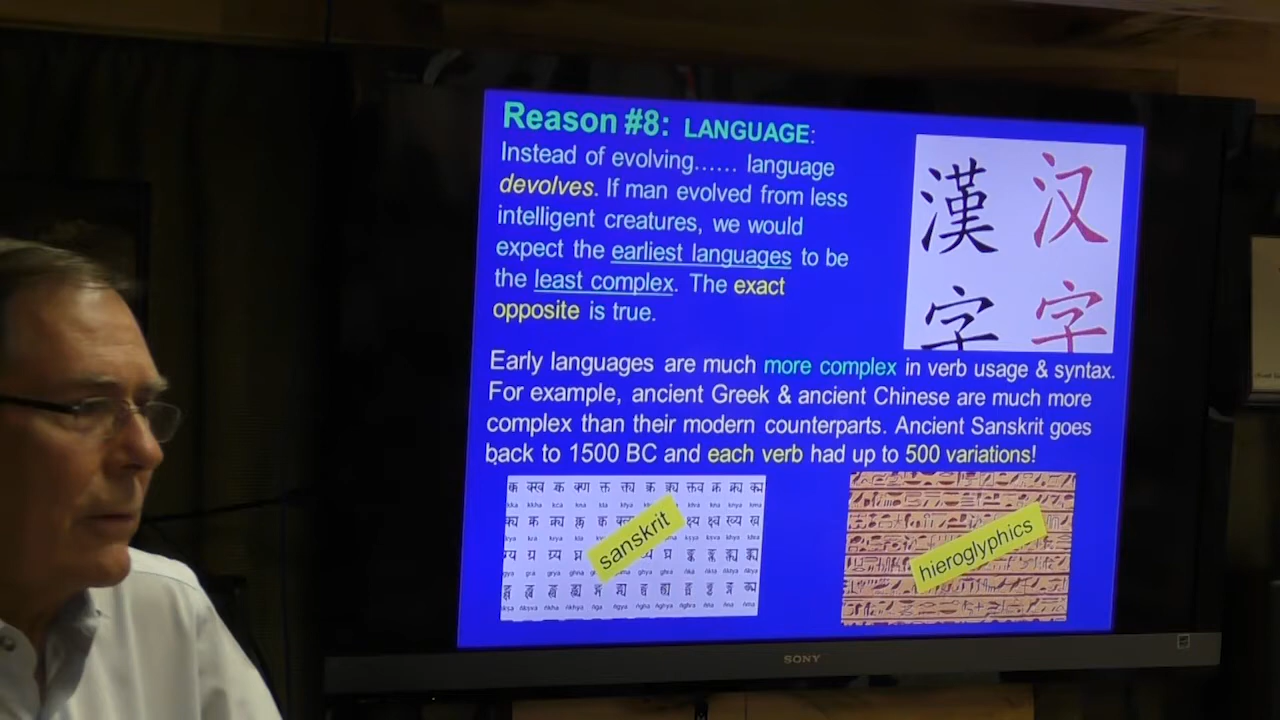 Reason #8: LANGUAGE:
Instead of evolving...... language
devolves. If man evolved from less
intelligent creatures, we would
expect the earliest languages to be
the least complex. The exact
opposite is true.
漢 汉
字 字
Early languages are much more complex in verb usage & syntax.
For example, ancient Greek & ancient Chinese are much more
complex than their modern counterparts. Ancient Sanskrit goes
back to 1500 BC and each verb had up to 500 variations!
sanskrit
hieroglyphics
SONY